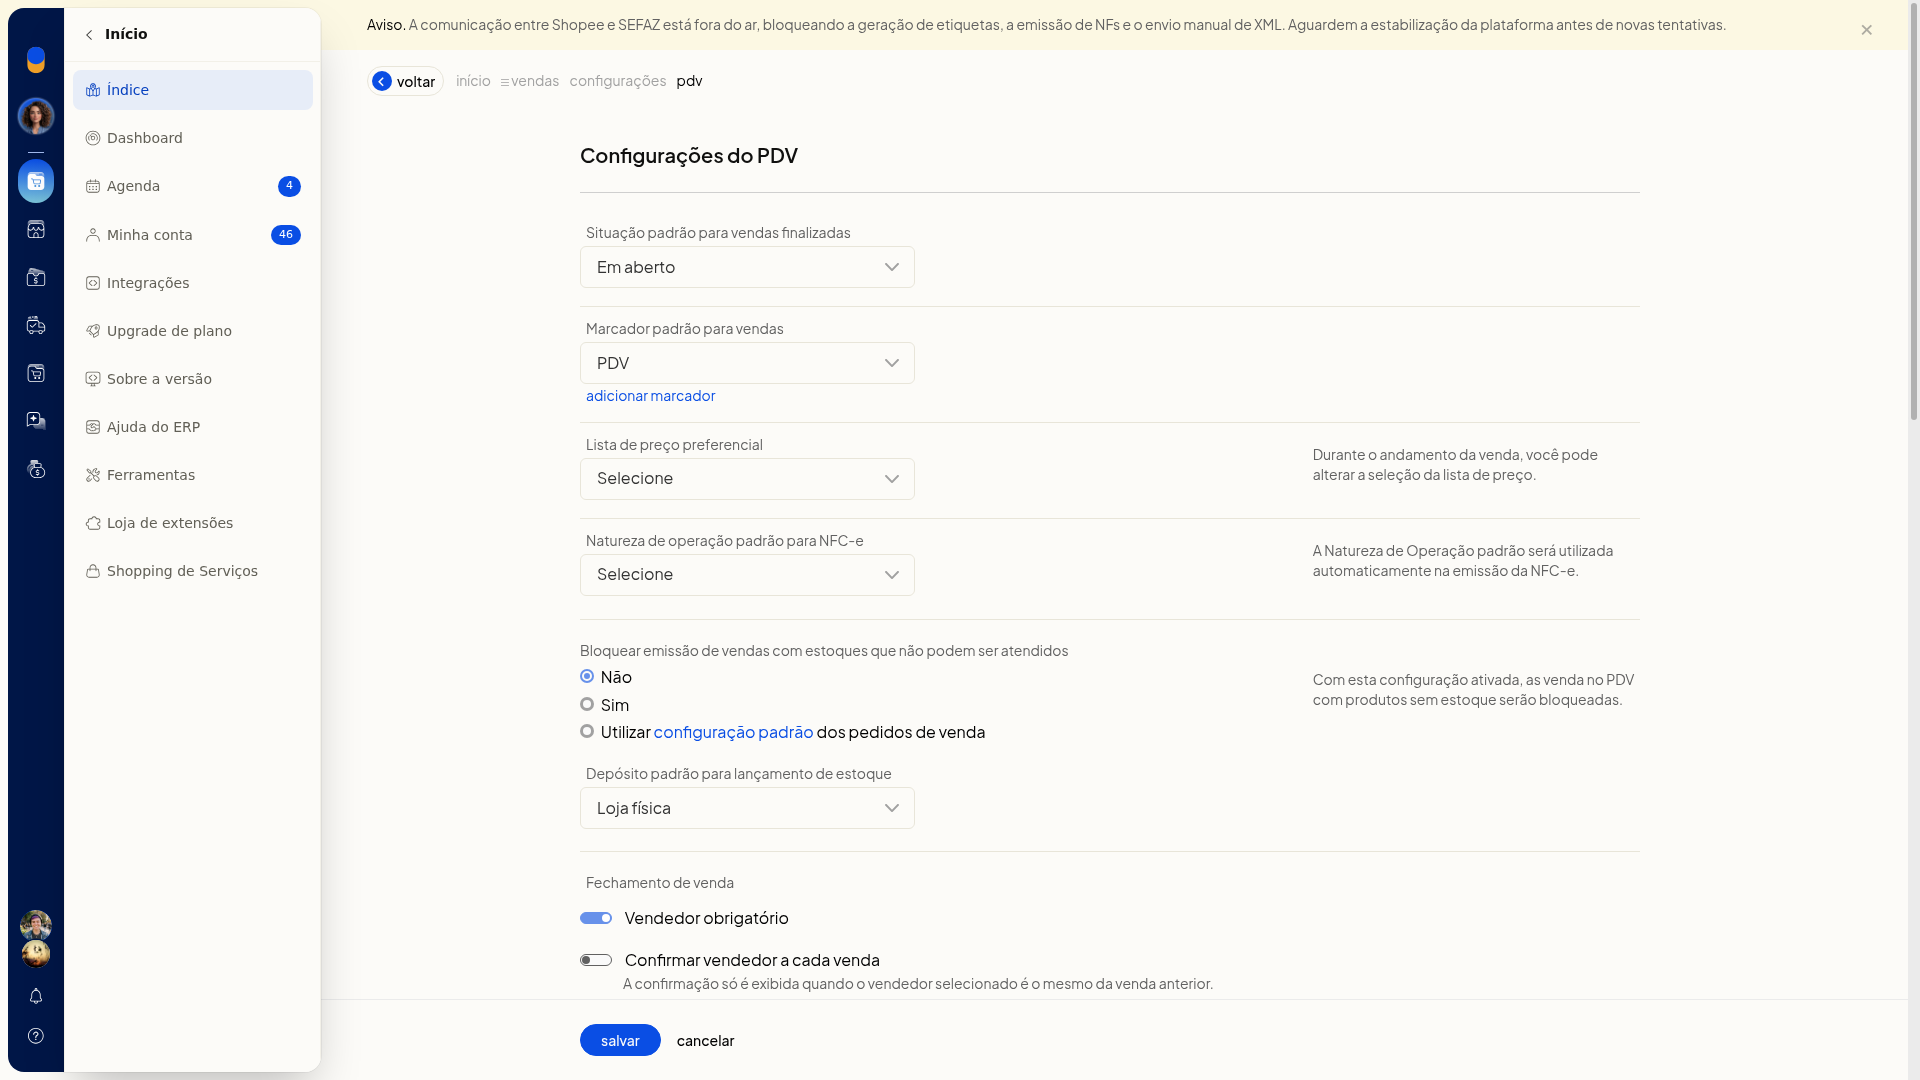 Início
Índice
Dashboard
Agenda
4
Minha conta
46
Integrações
Upgrade de plano
Sobre a versão
Ajuda do ERP
Ferramentas
Loja de extensões
Shopping de Serviços
Aviso. A comunicação entre Shopee e SEFAZ está fora do ar, bloqueando a geração de etiquetas, a emissão de NFs e o envio manual de XML. Aguardem a estabilização da plataforma antes de novas tentativas.
voltar início vendas configurações pdv
Configurações do PDV
Situação padrão para vendas finalizadas
Em aberto
Marcador padrão para vendas
PDV
adicionar marcador
Lista de preço preferencial
Selecione
Durante o andamento da venda, você pode
alterar a seleção da lista de preço.
Natureza de operação padrão para NFC-e
Selecione
A Natureza de Operação padrão será utilizada
automaticamente na emissão da NFC-e.
Bloquear emissão de vendas com estoques que não podem ser atendidos
Não
Sim
Utilizar configuração padrão dos pedidos de venda
Com esta configuração ativada, as venda no PDV
com produtos sem estoque serão bloqueadas.
Depósito padrão para lançamento de estoque
Loja física
Fechamento de venda
Vendedor obrigatório
Confirmar vendedor a cada venda
A confirmação só é exibida quando o vendedor selecionado é o mesmo da venda anterior.
salvar cancelar